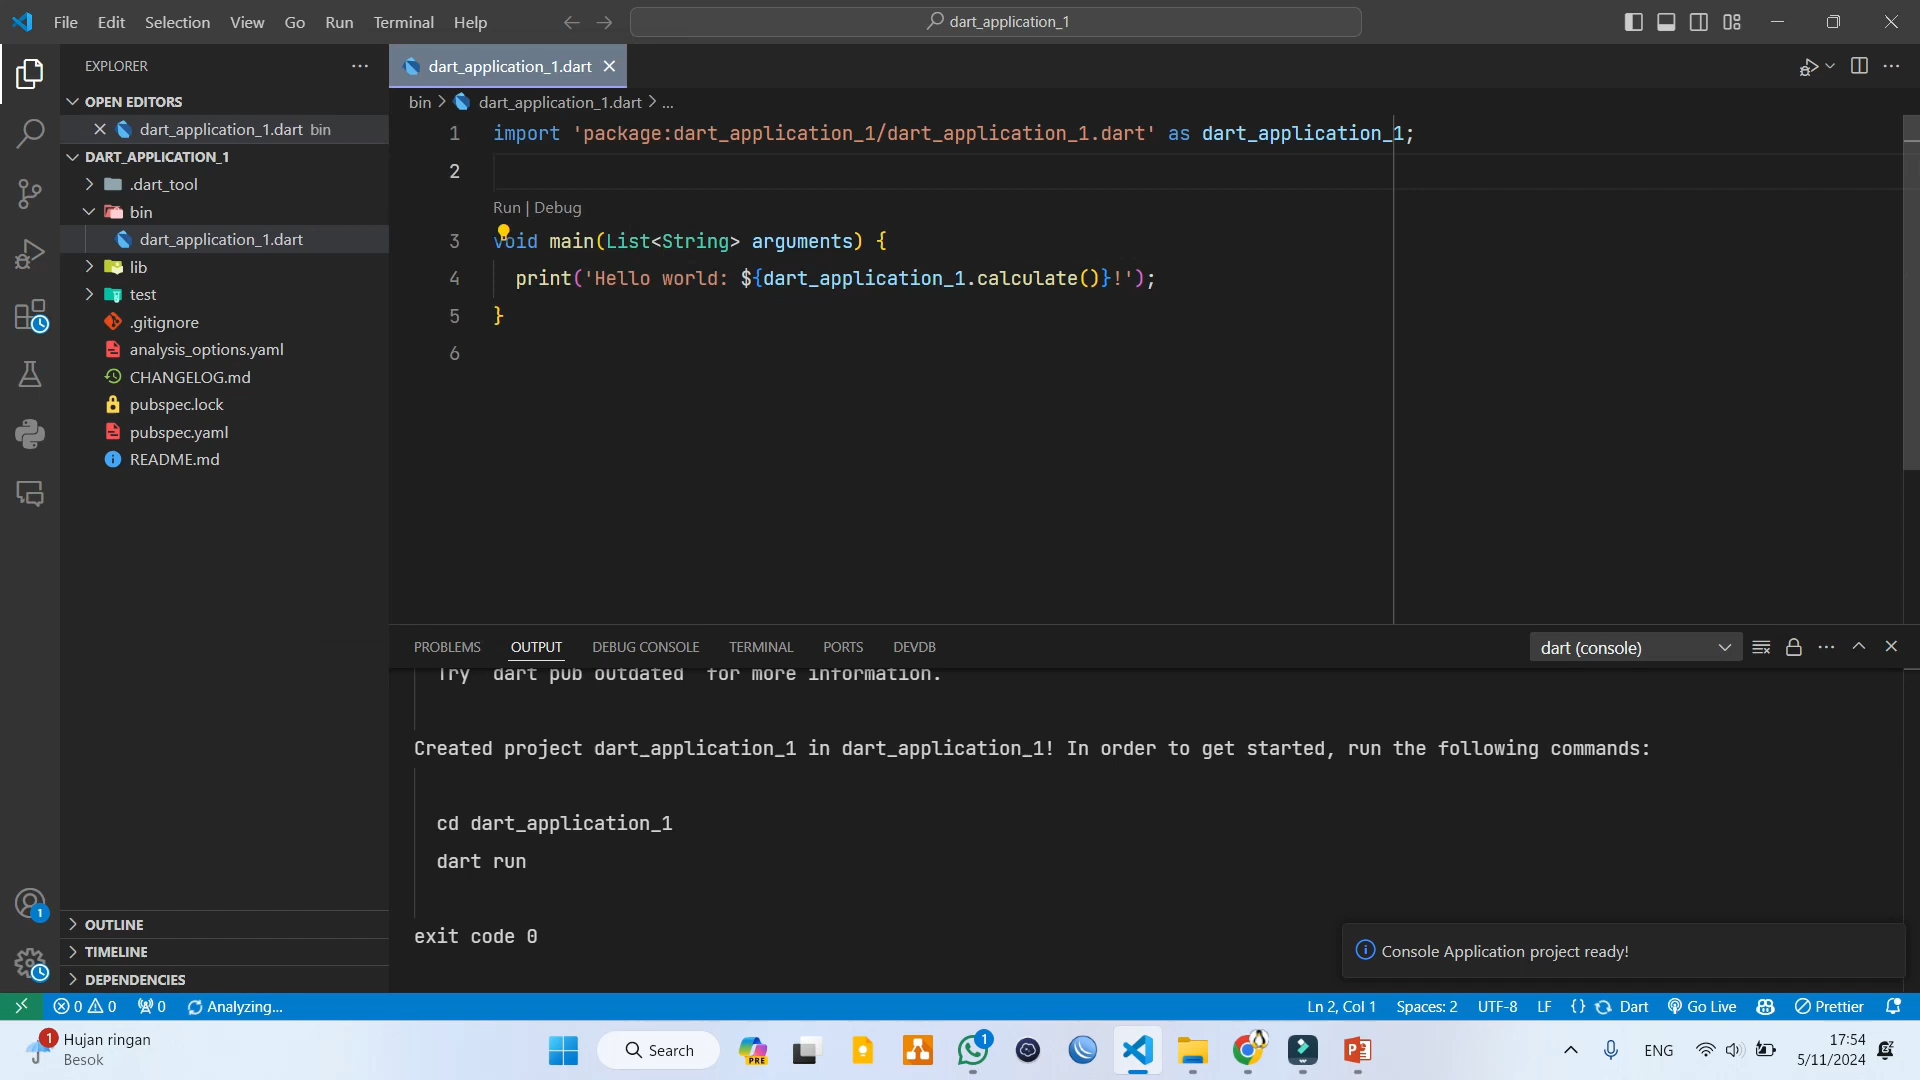 File Edit Selection View Go Run Terminal Help
dart_application_1
EXPLORER
OPEN EDITORS
dart_application_1.dart bin
DART_APPLICATION_1
.dart_tool
bin
dart_application_1.dart
lib
test
.gitignore
analysis_options.yaml
CHANGELOG.md
pubspec.lock
pubspec.yaml
README.md
OUTLINE
TIMELINE
DEPENDENCIES
1
dart_application_1.dart
bin > dart_application_1.dart > ...
1 import 'package:dart_application_1/dart_application_1.dart' as dart_application_1;
2
Run | Debug
3 void main(List<String> arguments) {
4 print('Hello world: ${dart_application_1.calculate()}!');
5 }
6
PROBLEMS OUTPUT DEBUG CONSOLE TERMINAL PORTS DEVDB
dart (console)
Try `dart pub outdated` for more information.
Created project dart_application_1 in dart_application_1! In order to get started, run the following commands:
cd dart_application_1
dart run
exit code 0
Console Application project ready!
0 0 0 Analyzing...
Ln 2, Col 1 Spaces: 2 UTF-8 LF {} Dart Go Live Prettier
1 Hujan ringan
Besok
Search
PRE
1
ENG
17:54
5/11/2024